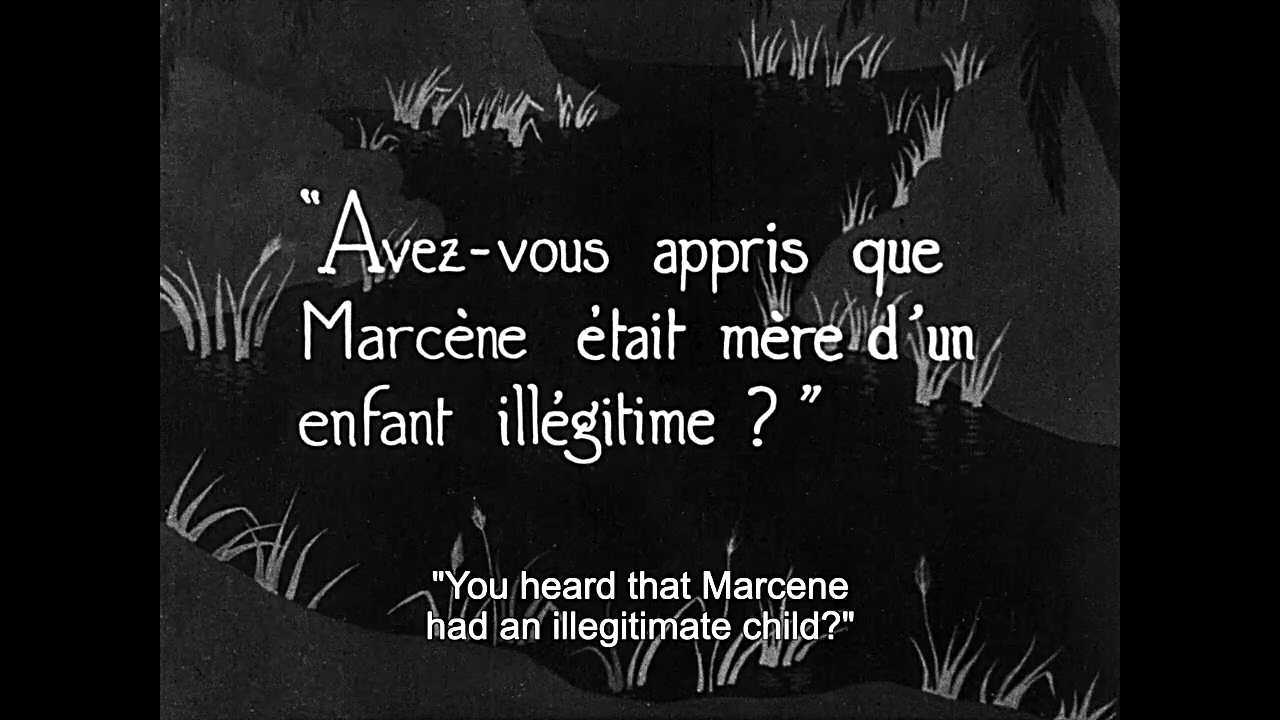 “Avez-vous appris que
Marcène était mère d'un
enfant illégitime ?”
"You heard that Marcene
had an illegitimate child?"